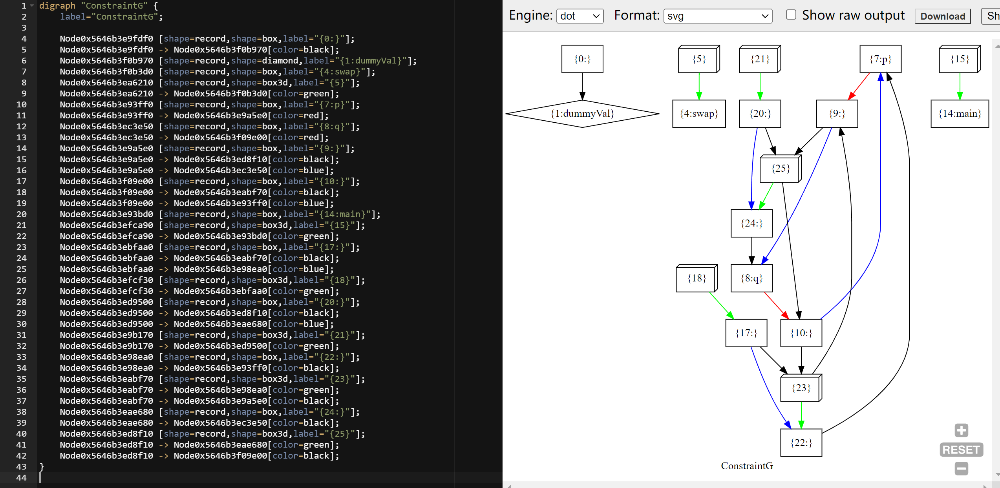 1 digraph "ConstraintG" {
2 label="ConstraintG";
3
4 Node0x5646b3e9fdf0 [shape=record,shape=box,label="{0:}"];
5 Node0x5646b3e9fdf0 -> Node0x5646b3f0b970[color=black];
6 Node0x5646b3f0b970 [shape=record,shape=diamond,label="{1:dummyVal}"];
7 Node0x5646b3f0b3d0 [shape=record,shape=box,label="{4:swap}"];
8 Node0x5646b3ea6210 [shape=record,shape=box3d,label="{5}"];
9 Node0x5646b3ea6210 -> Node0x5646b3f0b3d0[color=green];
10 Node0x5646b3e93ff0 [shape=record,shape=box,label="{7:p}"];
11 Node0x5646b3e93ff0 -> Node0x5646b3e9a5e0[color=red];
12 Node0x5646b3ec3e50 [shape=record,shape=box,label="{8:q}"];
13 Node0x5646b3ec3e50 -> Node0x5646b3f09e00[color=red];
14 Node0x5646b3e9a5e0 [shape=record,shape=box,label="{9:}"];
15 Node0x5646b3e9a5e0 -> Node0x5646b3ed8f10[color=black];
16 Node0x5646b3e9a5e0 -> Node0x5646b3ec3e50[color=blue];
17 Node0x5646b3f09e00 [shape=record,shape=box,label="{10:}"];
18 Node0x5646b3f09e00 -> Node0x5646b3eabf70[color=black];
19 Node0x5646b3f09e00 -> Node0x5646b3e93ff0[color=blue];
20 Node0x5646b3e93bd0 [shape=record,shape=box,label="{14:main}"];
21 Node0x5646b3efca90 [shape=record,shape=box3d,label="{15}"];
22 Node0x5646b3efca90 -> Node0x5646b3e93bd0[color=green];
23 Node0x5646b3ebfaa0 [shape=record,shape=box,label="{17:}"];
24 Node0x5646b3ebfaa0 -> Node0x5646b3eabf70[color=black];
25 Node0x5646b3ebfaa0 -> Node0x5646b3e98ea0[color=blue];
26 Node0x5646b3efcf30 [shape=record,shape=box3d,label="{18}"];
27 Node0x5646b3efcf30 -> Node0x5646b3ebfaa0[color=green];
28 Node0x5646b3ed9500 [shape=record,shape=box,label="{20:}"];
29 Node0x5646b3ed9500 -> Node0x5646b3ed8f10[color=black];
30 Node0x5646b3ed9500 -> Node0x5646b3eae680[color=blue];
31 Node0x5646b3e9b170 [shape=record,shape=box3d,label="{21}"];
32 Node0x5646b3e9b170 -> Node0x5646b3ed9500[color=green];
33 Node0x5646b3e98ea0 [shape=record,shape=box,label="{22:}"];
34 Node0x5646b3e98ea0 -> Node0x5646b3e93ff0[color=black];
35 Node0x5646b3eabf70 [shape=record,shape=box3d,label="{23}"];
36 Node0x5646b3eabf70 -> Node0x5646b3e98ea0[color=green];
37 Node0x5646b3eabf70 -> Node0x5646b3e9a5e0[color=black];
38 Node0x5646b3eae680 [shape=record,shape=box,label="{24:}"];
39 Node0x5646b3eae680 -> Node0x5646b3ec3e50[color=black];
40 Node0x5646b3ed8f10 [shape=record,shape=box3d,label="{25}"];
41 Node0x5646b3ed8f10 -> Node0x5646b3eae680[color=green];
42 Node0x5646b3ed8f10 -> Node0x5646b3f09e00[color=black];
43 }
44
Engine: dot Format: svg Show raw output Download Sh
{0:} {5} {21} {7:p} {15}
{1:dummyVal} {4:swap} {20:} {9:} {14:main}
{25}
{24:}
{18} {8:q}
{17:} {10:}
{23}
{22:}
ConstraintG
RESET